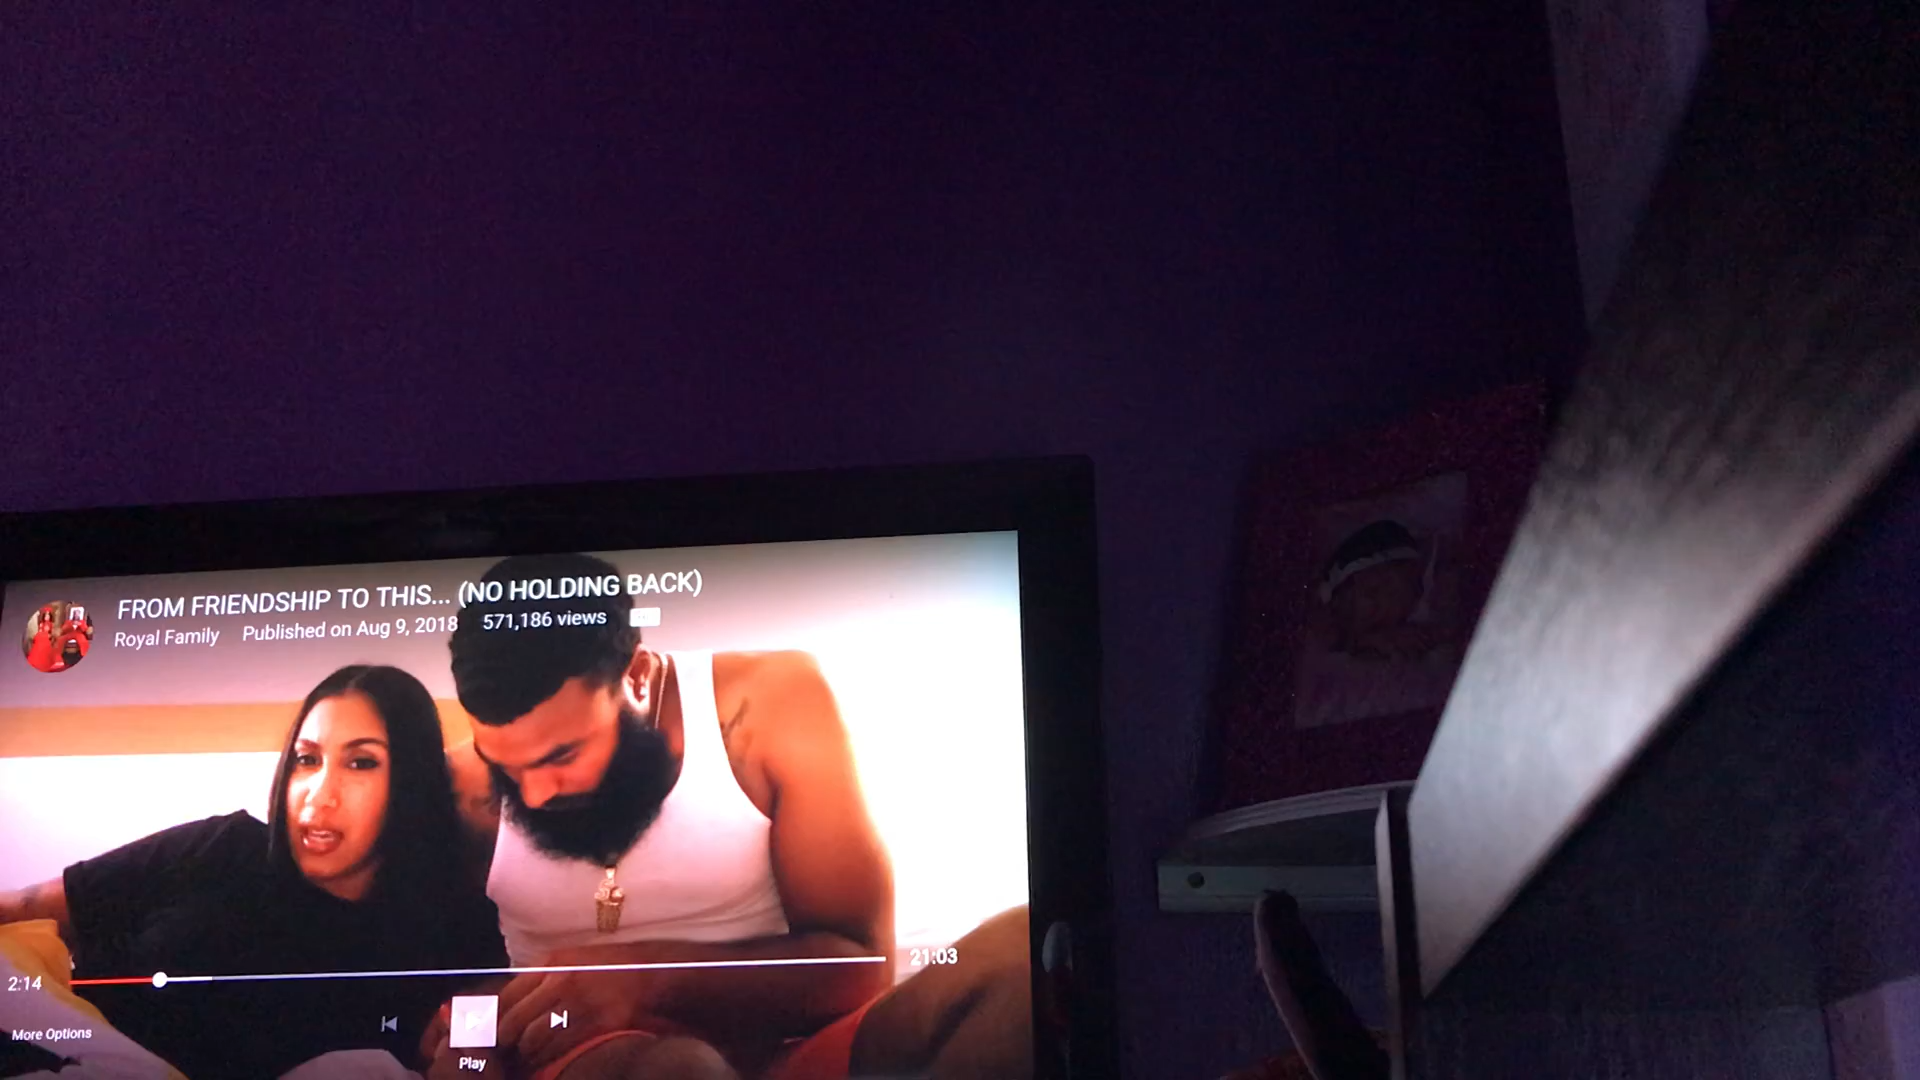 FROM FRIENDSHIP TO THIS... (NO HOLDING BACK)
Royal Family Published on Aug 9, 2018 571,186 views
2:14 21:03
More Options
Play